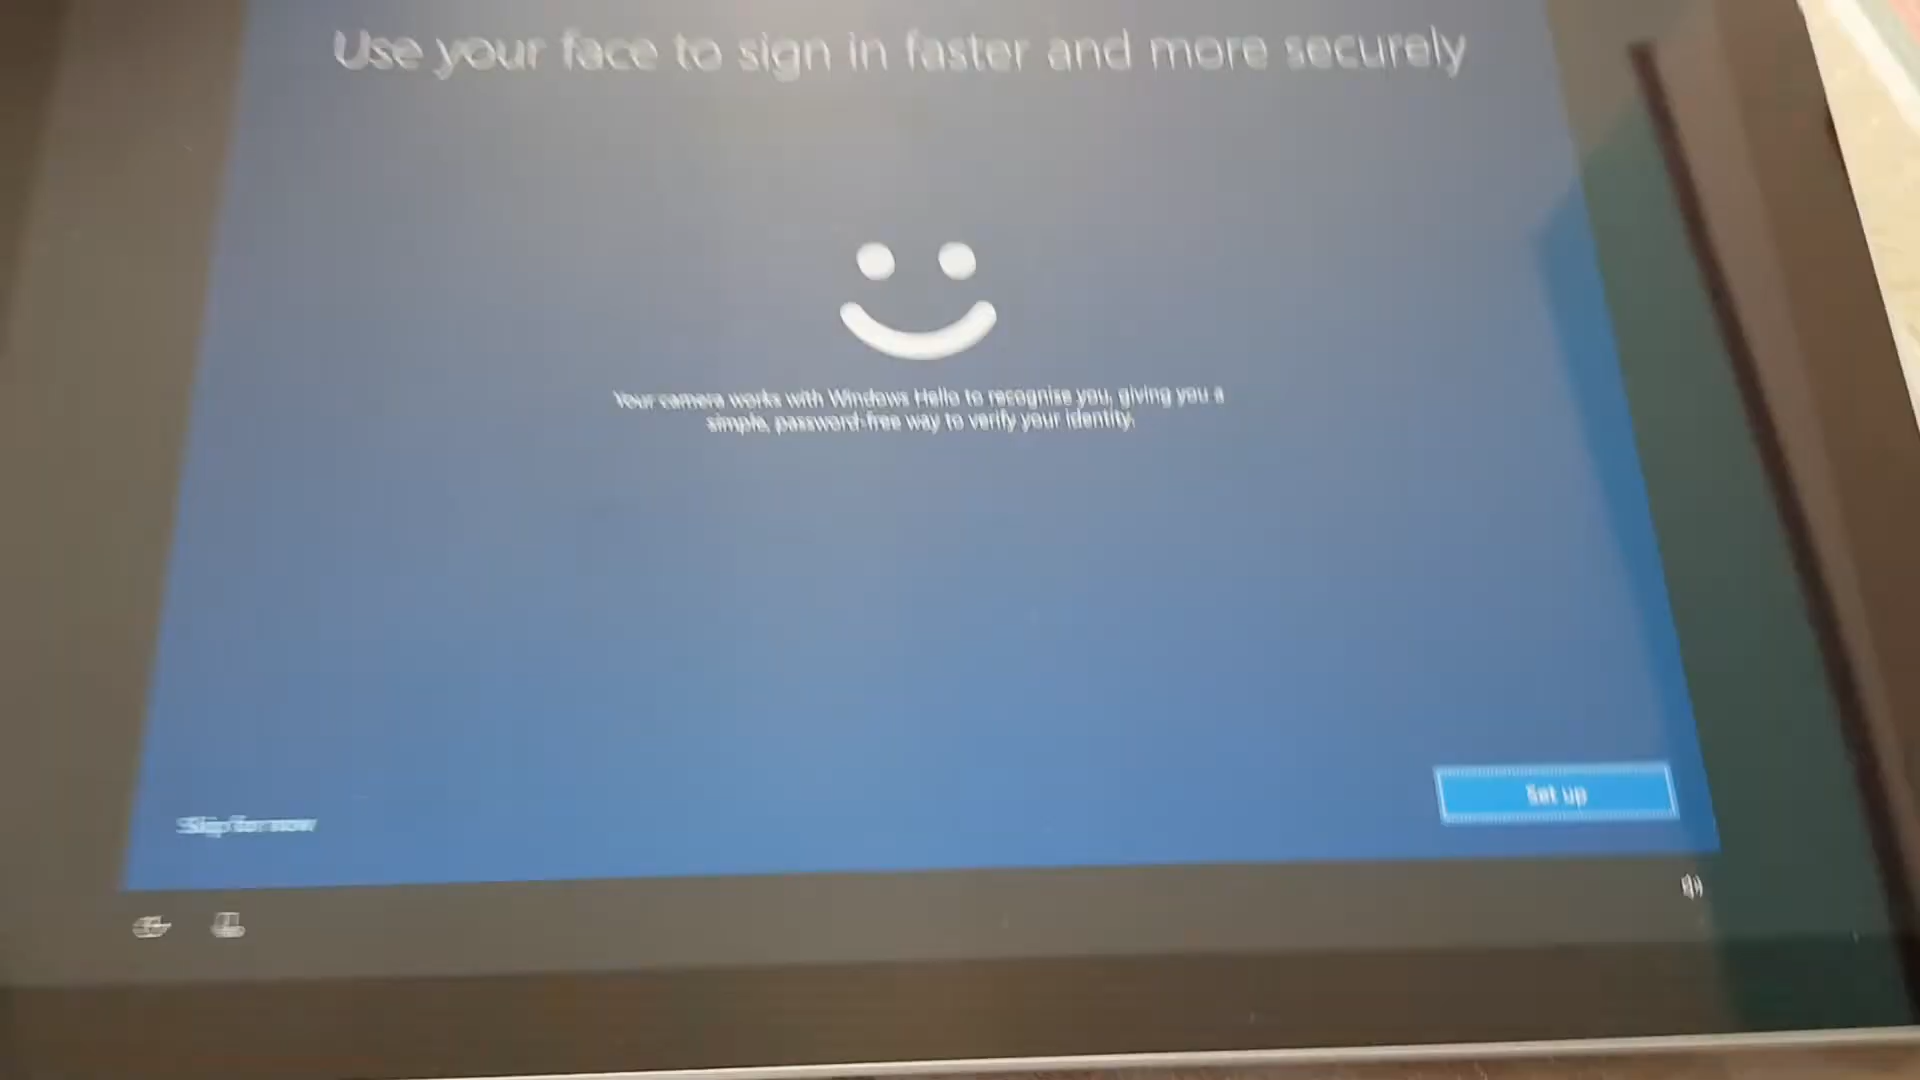 Use your face to sign in faster and more securely
Your camera works with Windows Hello to recognise you, giving you a
simple, password-free way to verify your identity.
Skip for now
Set up